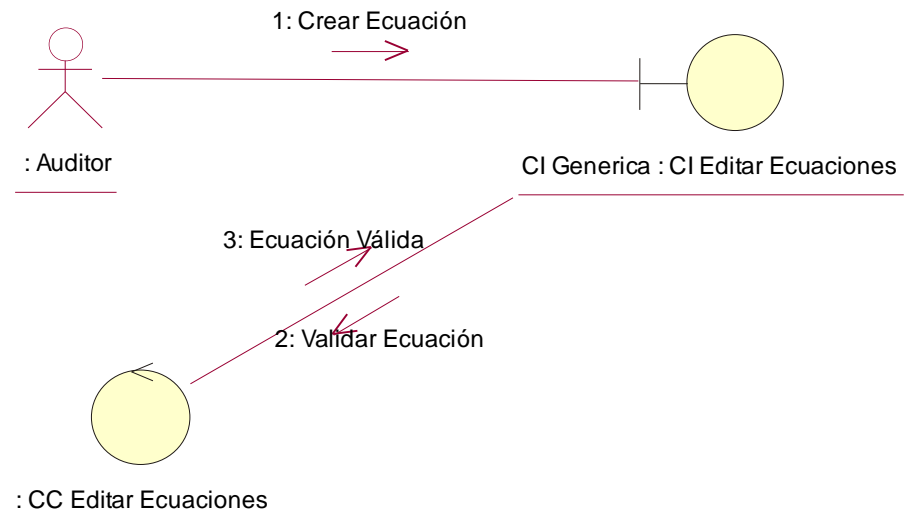 1: Crear Ecuación
: Auditor
CI Generica : CI Editar Ecuaciones
3: Ecuación Válida
2: Validar Ecuación
: CC Editar Ecuaciones